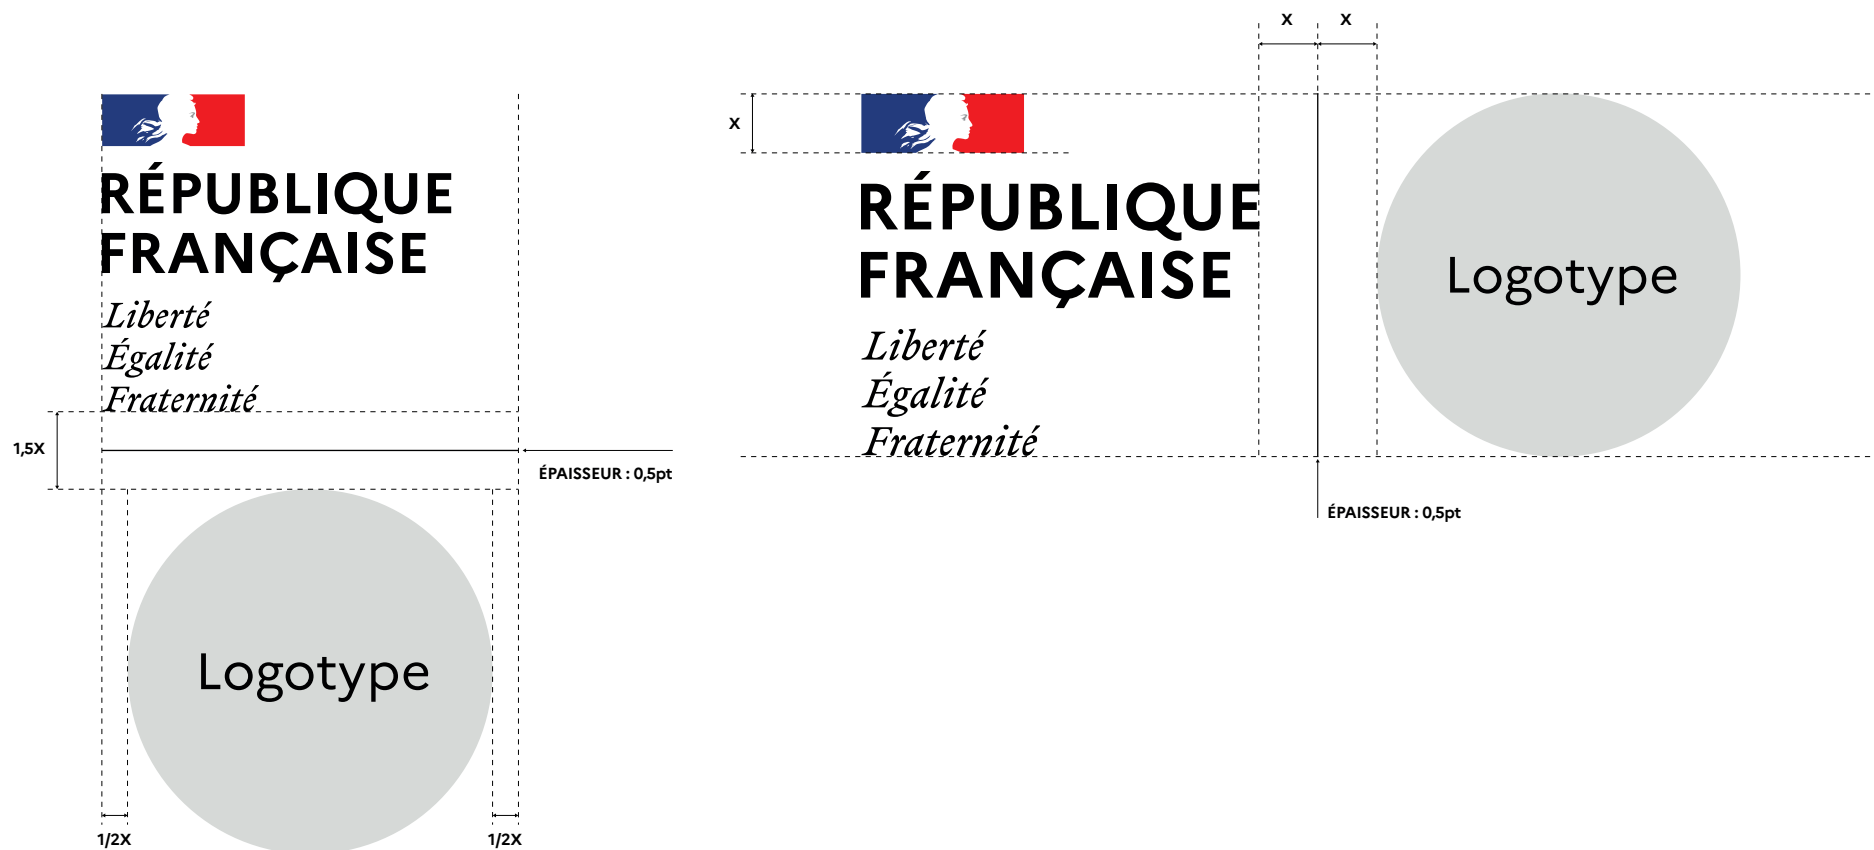 RÉPUBLIQUE
FRANÇAISE
Liberté
Égalité
Fraternité
1,5X
ÉPAISSEUR : 0,5pt
Logotype
1/2X
1/2X
X
X
X
RÉPUBLIQUE
FRANÇAISE
Liberté
Égalité
Fraternité
Logotype
ÉPAISSEUR : 0,5pt